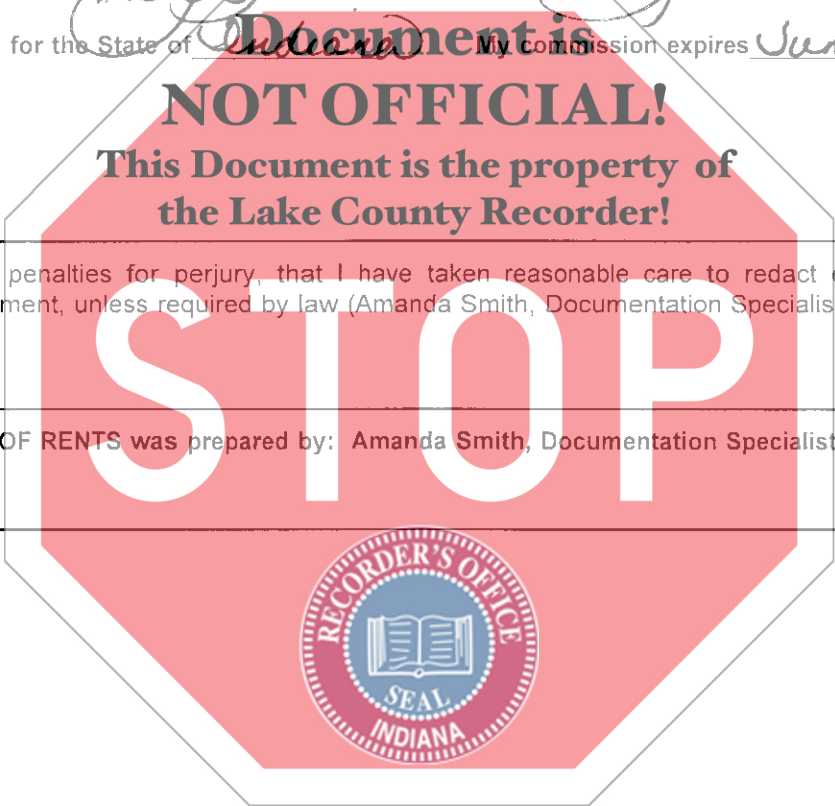 for the State of Indiana My commission expires
Document is
NOT OFFICIAL!
This Document is the property of
the Lake County Recorder!
penalties for perjury, that I have taken reasonable care to redact
ment, unless required by law (Amanda Smith, Documentation Specialis
STOP
OF RENTS was prepared by: Amanda Smith, Documentation Specialist
RECORDER'S OFFICE
SEAL
INDIANA